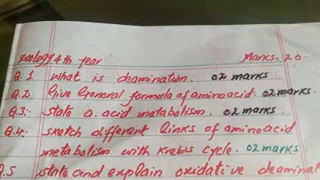 Zoology 4th year Marks: 20
Q.1 what is deamination. 02 marks
Q.2: Give General formula of aminoacid. 02 marks.
Q.3: state a. acid metabolism. 02 marks.
Q.4: sketch different links of aminoacid
metabolism with Krebs cycle. 02 marks
Q.5 state and explain oxidative deaminat